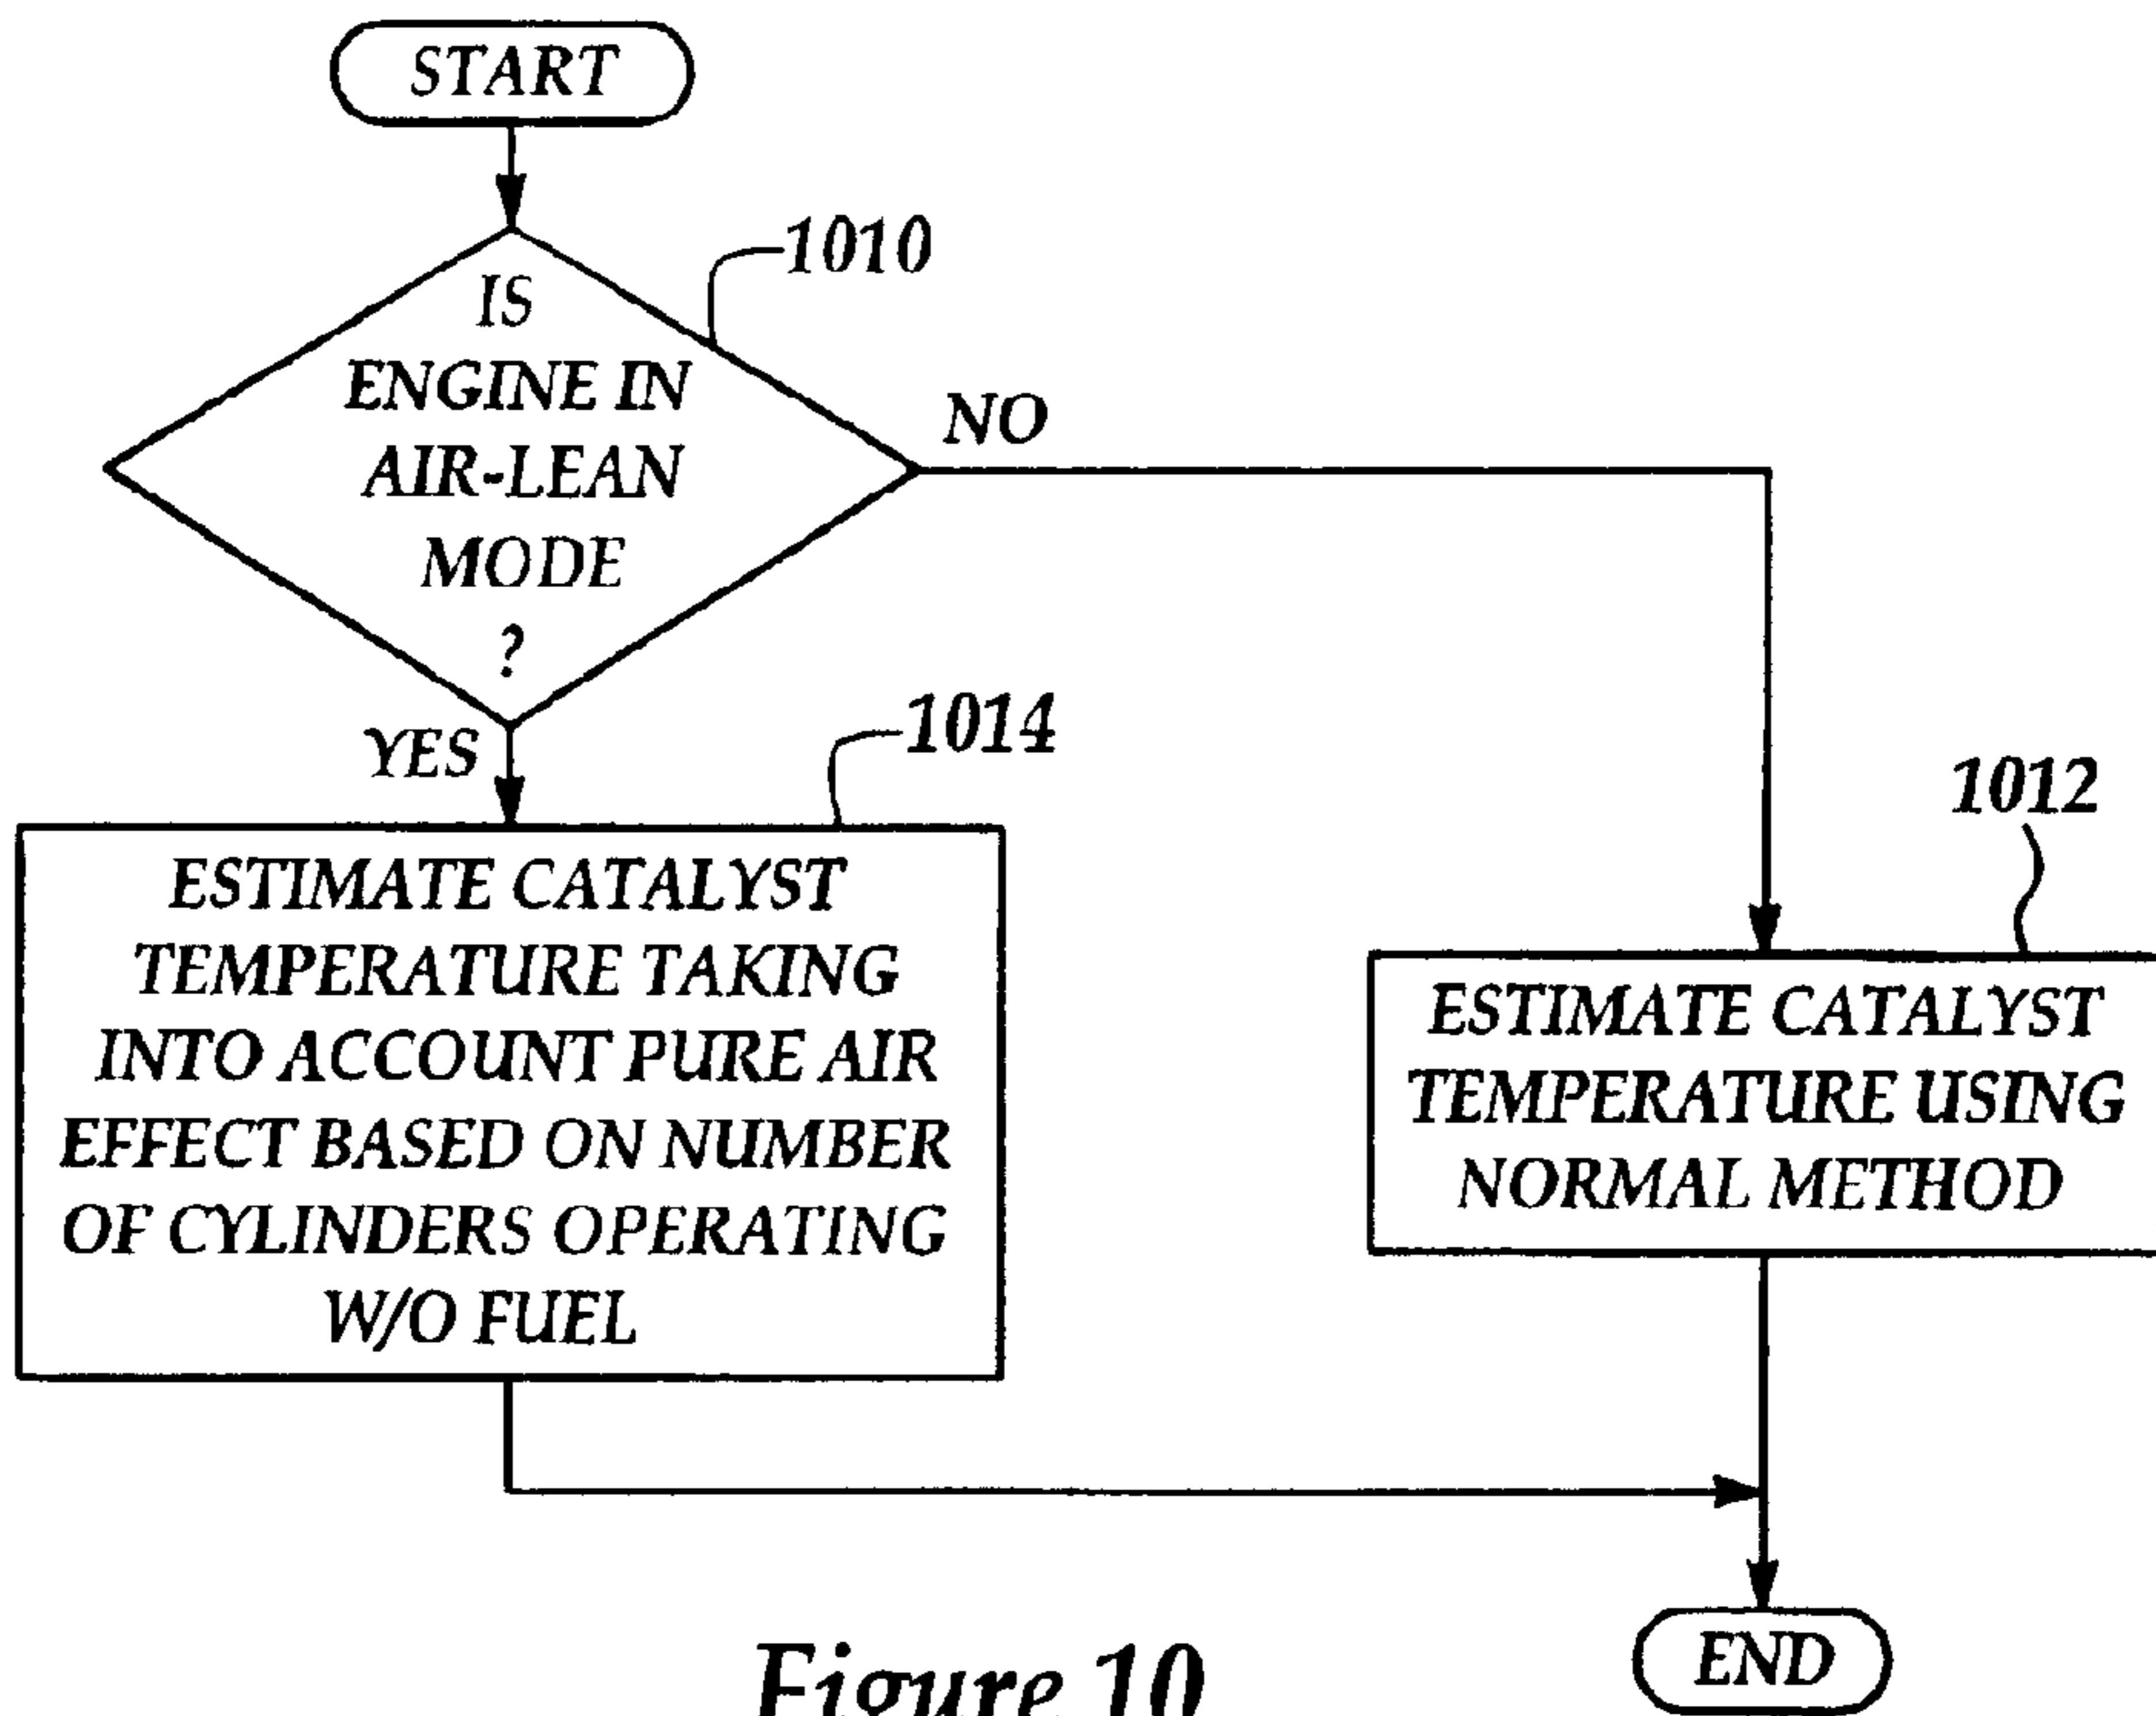 START
1010
IS
ENGINE IN
AIR-LEAN
MODE
?
NO
YES
1014
ESTIMATE CATALYST
TEMPERATURE TAKING
INTO ACCOUNT PURE AIR
EFFECT BASED ON NUMBER
OF CYLINDERS OPERATING
W/O FUEL
1012
ESTIMATE CATALYST
TEMPERATURE USING
NORMAL METHOD
END
Figure 10